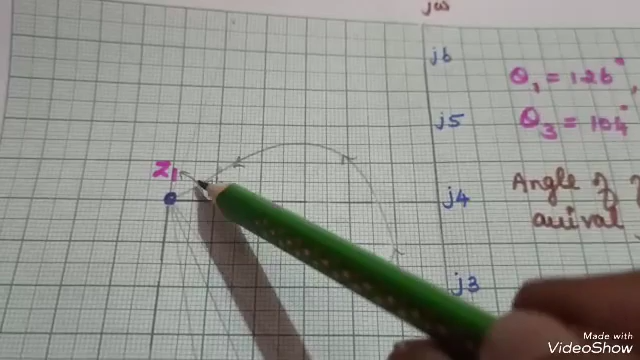 jω
j6
θ₁ = 126°,
j5
θ₃ = 104°
Z₁
Angle of
j4
arrival
j3
Made with
VideoShow